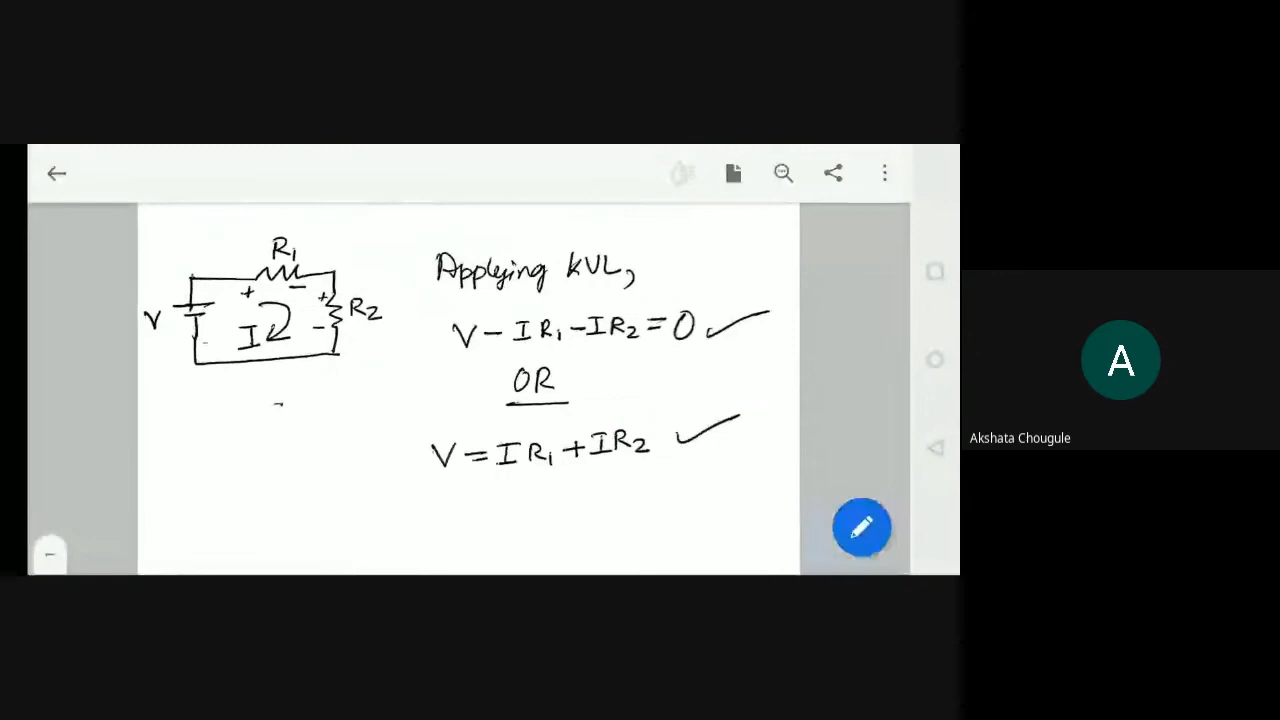 R1
V
+ -
+
R2
I
-
Applying KVL,
V - IR1 - IR2 = 0 ✓
OR
V = IR1 + IR2 ✓
A
Akshata Chougule